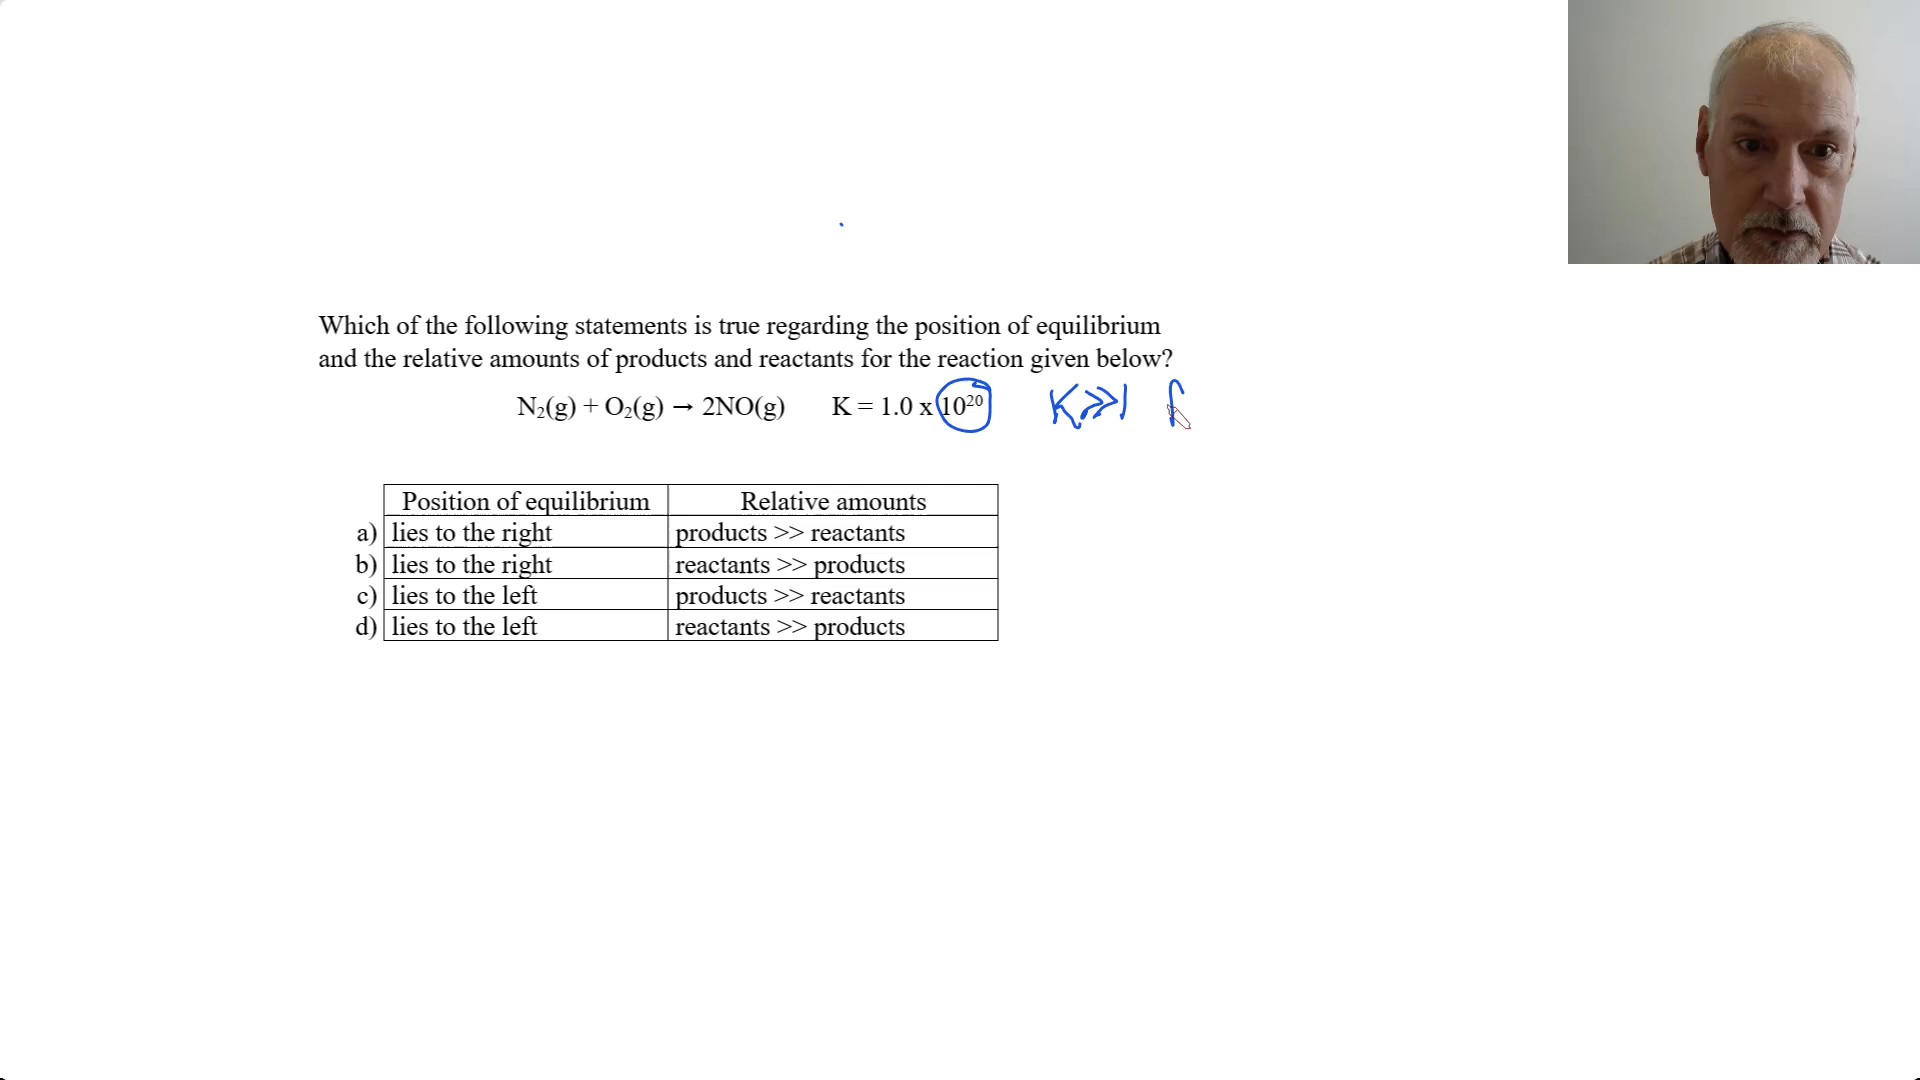 Which of the following statements is true regarding the position of equilibrium
and the relative amounts of products and reactants for the reaction given below?
N₂(g) + O₂(g) → 2NO(g) K = 1.0 x 10²⁰ K>>1
Position of equilibrium Relative amounts
a) lies to the right products >> reactants
b) lies to the right reactants >> products
c) lies to the left products >> reactants
d) lies to the left reactants >> products